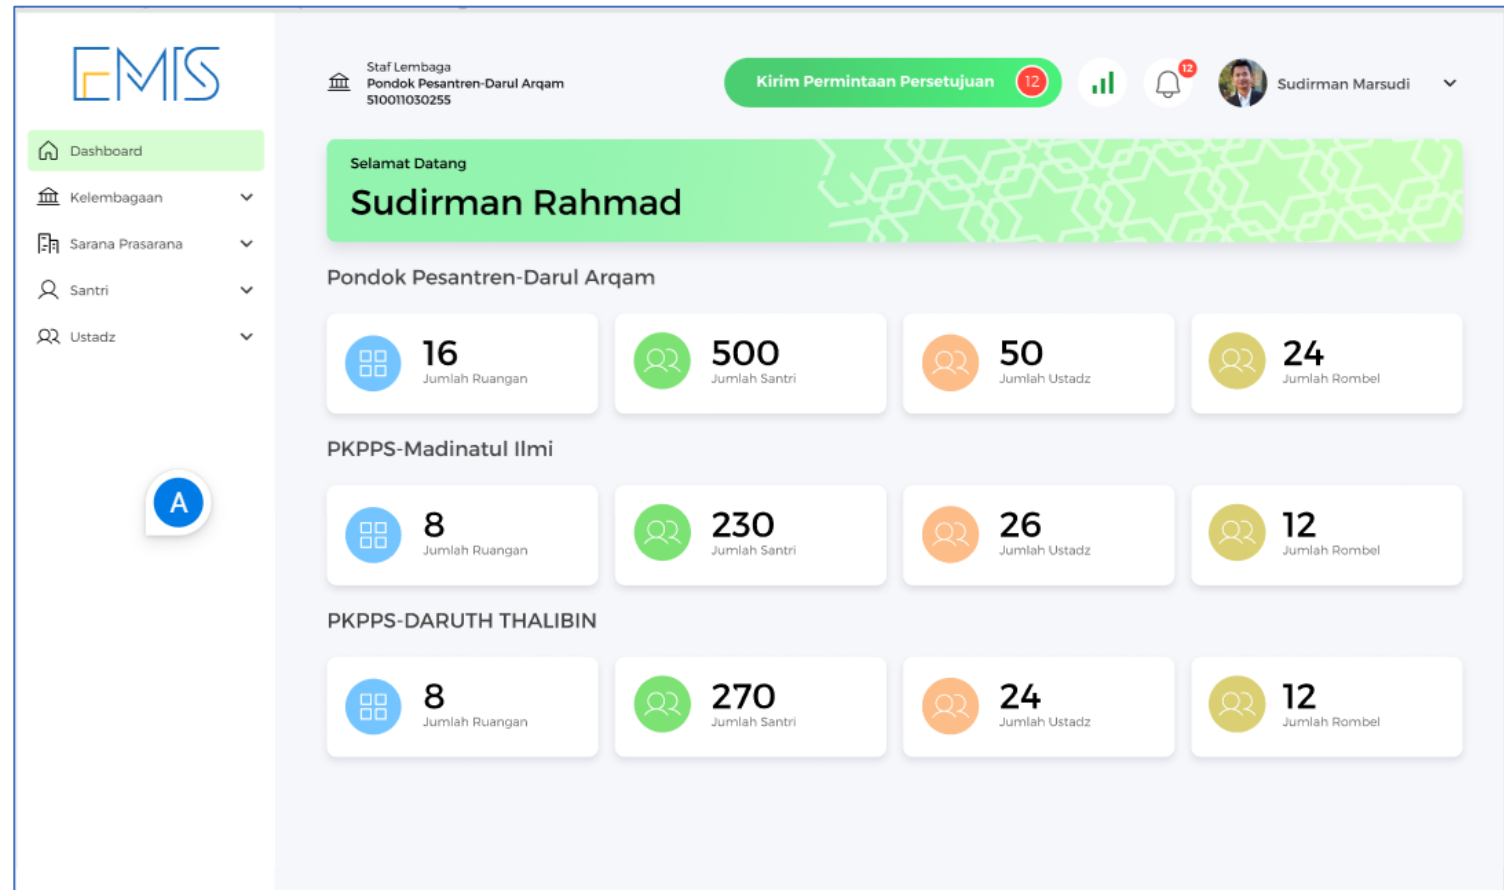 EMIS
Staf Lembaga
Pondok Pesantren-Darul Arqam
510011030255
Kirim Permintaan Persetujuan 12
12
Sudirman Marsudi
Dashboard
Kelembagaan
Sarana Prasarana
Santri
Ustadz
A
Selamat Datang
Sudirman Rahmad
Pondok Pesantren-Darul Arqam
16
Jumlah Ruangan
500
Jumlah Santri
50
Jumlah Ustadz
24
Jumlah Rombel
PKPPS-Madinatul Ilmi
8
Jumlah Ruangan
230
Jumlah Santri
26
Jumlah Ustadz
12
Jumlah Rombel
PKPPS-DARUTH THALIBIN
8
Jumlah Ruangan
270
Jumlah Santri
24
Jumlah Ustadz
12
Jumlah Rombel